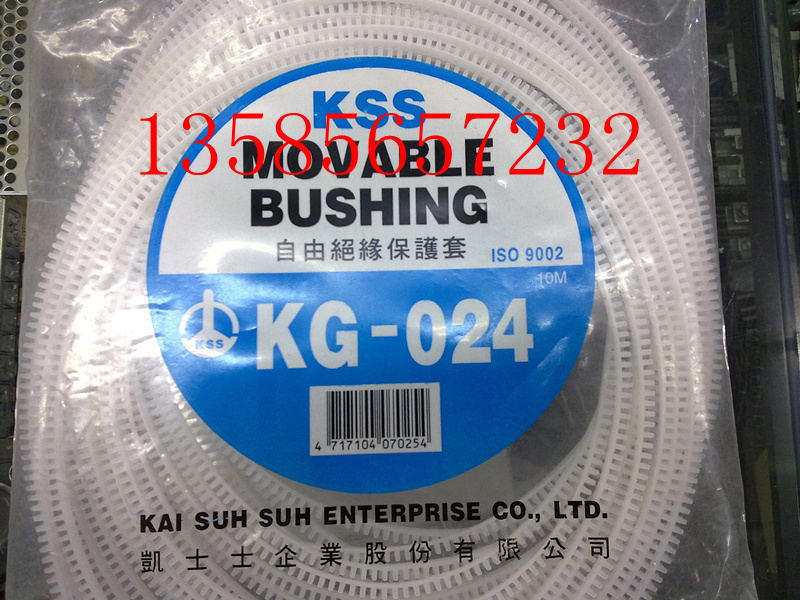 KSS
13585657232
MOVABLE
BUSHING
自由絕緣保護套
ISO 9002
10M
KSS
KG-024
4 717104 070254
KAI SUH SUH ENTERPRISE CO., LTD.
凱士士企業股份有限公司